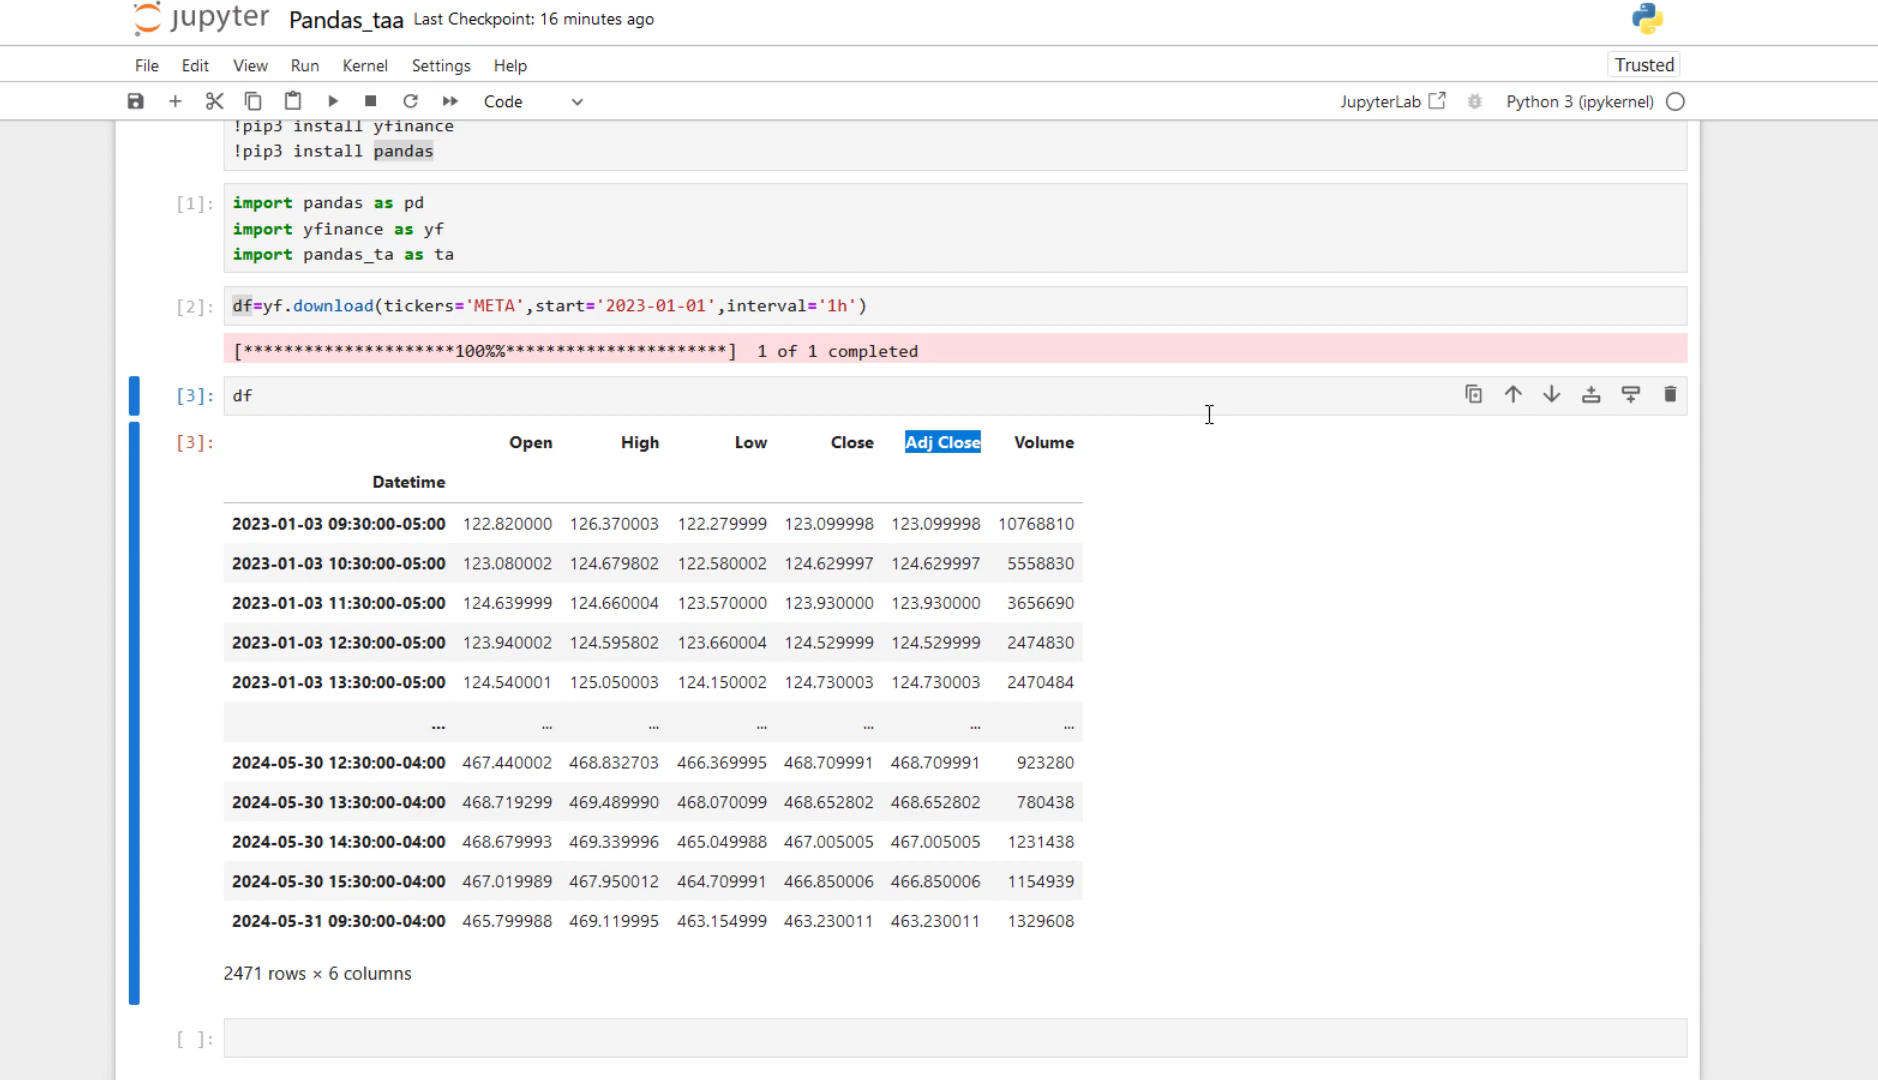 jupyter Pandas_taa Last Checkpoint: 16 minutes ago
File Edit View Run Kernel Settings Help Trusted
Code JupyterLab Python 3 (ipykernel)
!pip3 install yfinance
!pip3 install pandas
[1]: import pandas as pd
import yfinance as yf
import pandas_ta as ta
[2]: df=yf.download(tickers='META',start='2023-01-01',interval='1h')
[*********************100%%**********************] 1 of 1 completed
[3]: df
[3]: Open High Low Close Adj Close Volume
Datetime
2023-01-03 09:30:00-05:00 122.820000 126.370003 122.279999 123.099998 123.099998 10768810
2023-01-03 10:30:00-05:00 123.080002 124.679802 122.580002 124.629997 124.629997 5558830
2023-01-03 11:30:00-05:00 124.639999 124.660004 123.570000 123.930000 123.930000 3656690
2023-01-03 12:30:00-05:00 123.940002 124.595802 123.660004 124.529999 124.529999 2474830
2023-01-03 13:30:00-05:00 124.540001 125.050003 124.150002 124.730003 124.730003 2470484
... ... ... ... ... ... ...
2024-05-30 12:30:00-04:00 467.440002 468.832703 466.369995 468.709991 468.709991 923280
2024-05-30 13:30:00-04:00 468.719299 469.489990 468.070099 468.652802 468.652802 780438
2024-05-30 14:30:00-04:00 468.679993 469.339996 465.049988 467.005005 467.005005 1231438
2024-05-30 15:30:00-04:00 467.019989 467.950012 464.709991 466.850006 466.850006 1154939
2024-05-31 09:30:00-04:00 465.799988 469.119995 463.154999 463.230011 463.230011 1329608
2471 rows × 6 columns
[ ]: